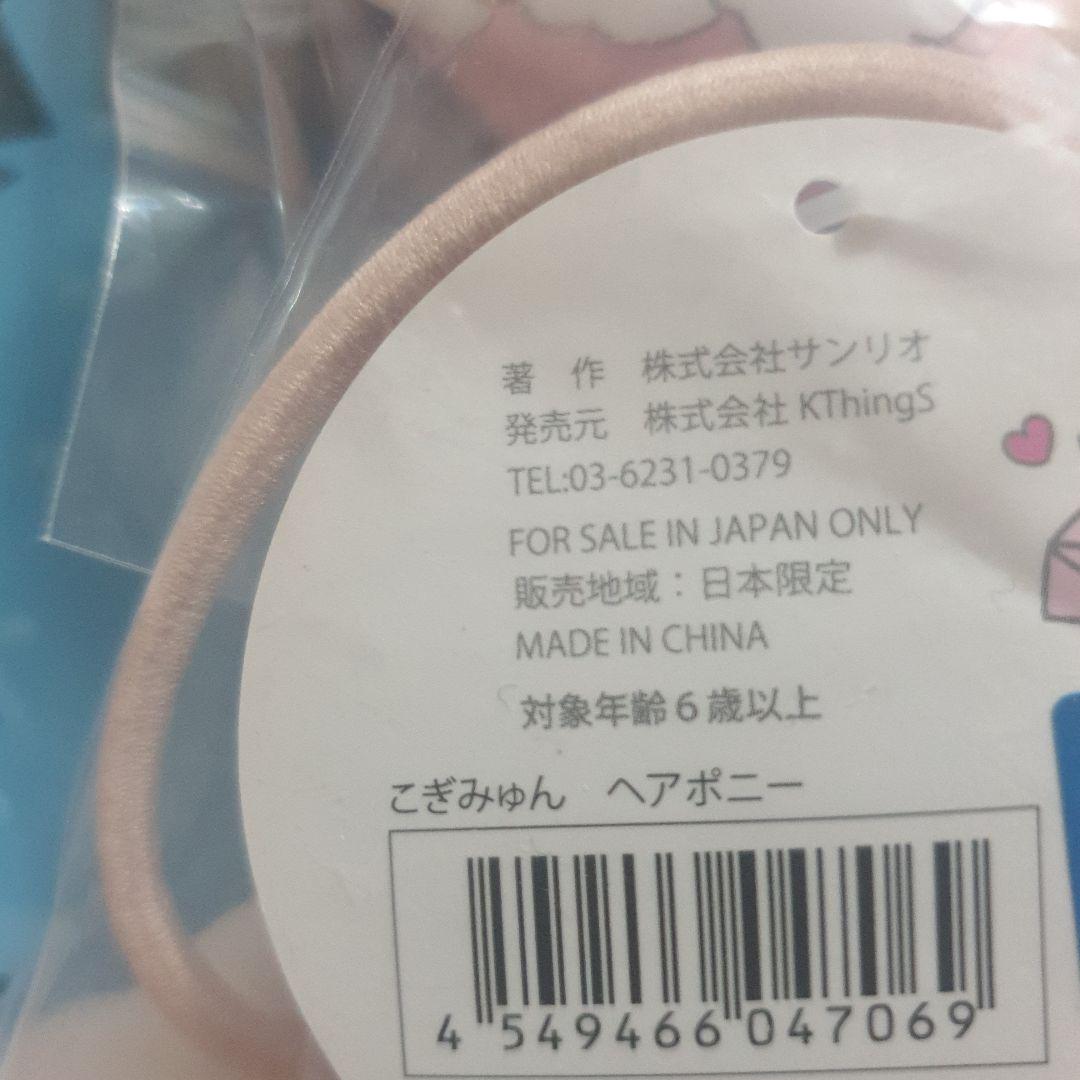 著　作　株式会社サンリオ
発売元　株式会社 KThingS
TEL:03-6231-0379
FOR SALE IN JAPAN ONLY
販売地域：日本限定
MADE IN CHINA
対象年齢６歳以上
こぎみゅん　ヘアポニー
4 549466 047069